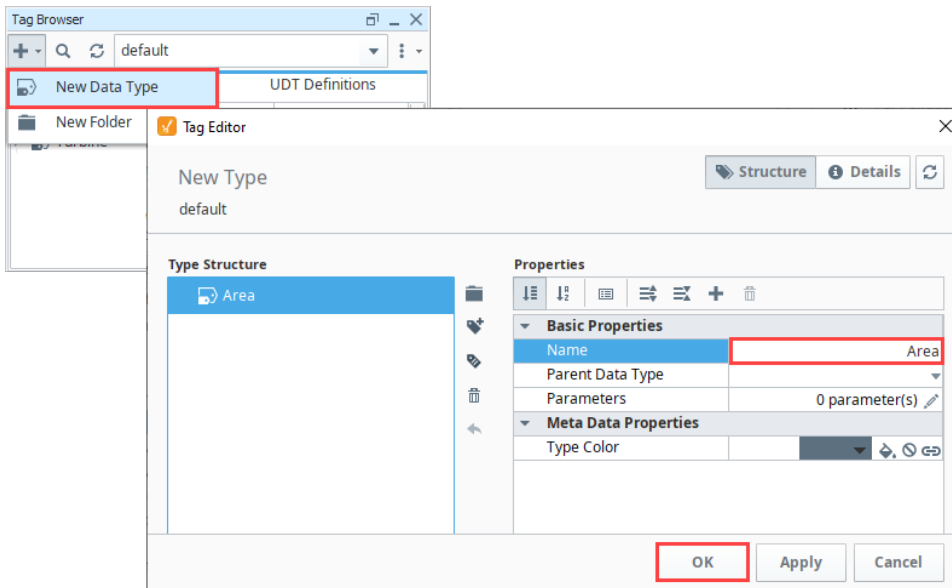 Tag Browser
default
New Data Type
UDT Definitions
New Folder
Turbine
Tag Editor
New Type
Structure
Details
default
Type Structure
Properties
Area
Basic Properties
Name
Area
Parent Data Type
Parameters
0 parameter(s)
Meta Data Properties
Type Color
OK
Apply
Cancel